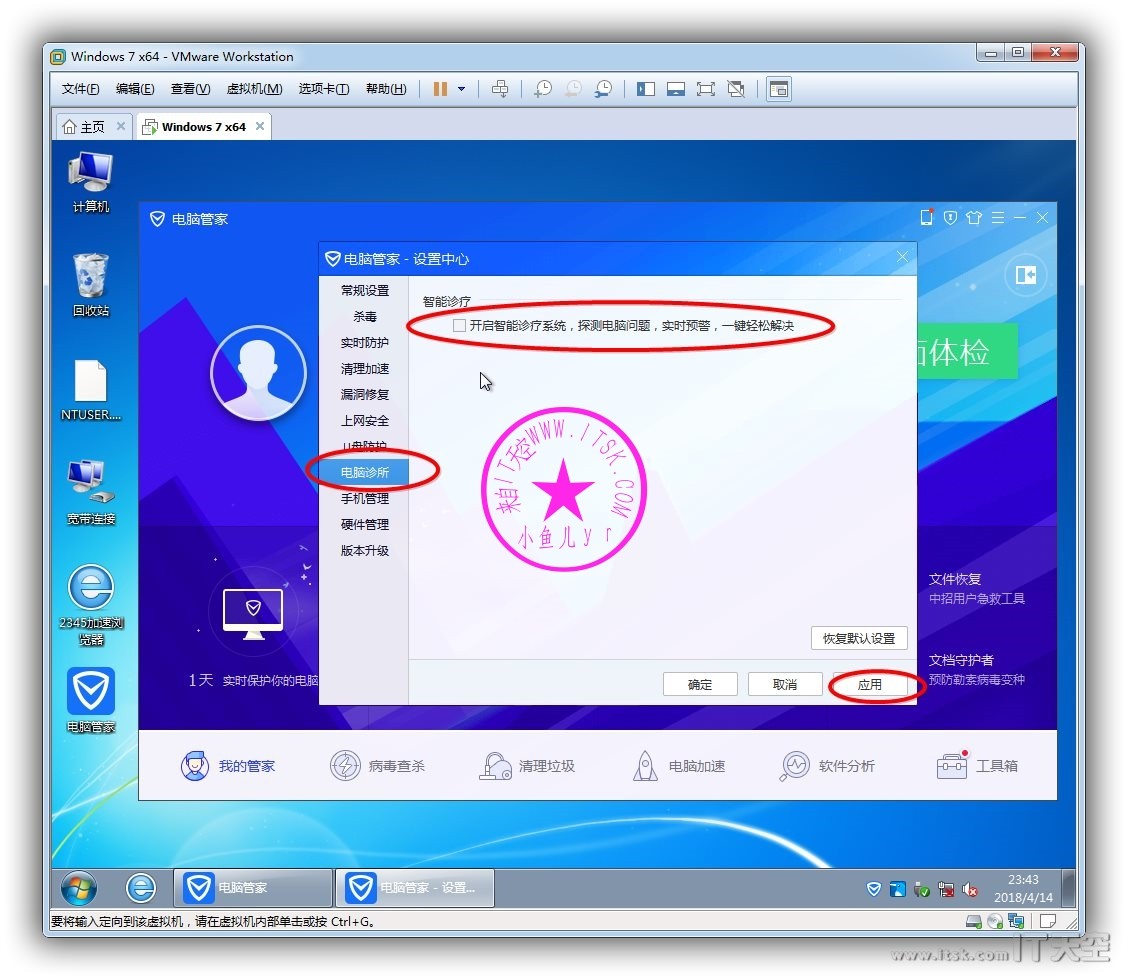 Windows 7 x64 - VMware Workstation
文件(F) 编辑(E) 查看(V) 虚拟机(M) 选项卡(T) 帮助(H)
主页 Windows 7 x64
计算机
回收站
NTUSER....
宽带连接
2345加速浏
览器
电脑管家
电脑管家
电脑管家 - 设置中心
常规设置
杀毒
实时防护
清理加速
漏洞修复
上网安全
U盘防护
电脑诊所
手机管理
硬件管理
版本升级
智能诊疗
开启智能诊疗系统，探测电脑问题，实时预警，一键轻松解决
来自IT天空WWW.ITSK.COM
小鱼儿yr
恢复默认设置
确定 取消 应用
体检
文件恢复
中招用户急救工具
文档守护者
预防勒索病毒变种
1天 实时保护你的电脑
我的管家 病毒查杀 清理垃圾 电脑加速 软件分析 工具箱
电脑管家 电脑管家 - 设置...
23:43
2018/4/14
要将输入定向到该虚拟机，请在虚拟机内部单击或按 Ctrl+G。
www.itsk.com IT天空